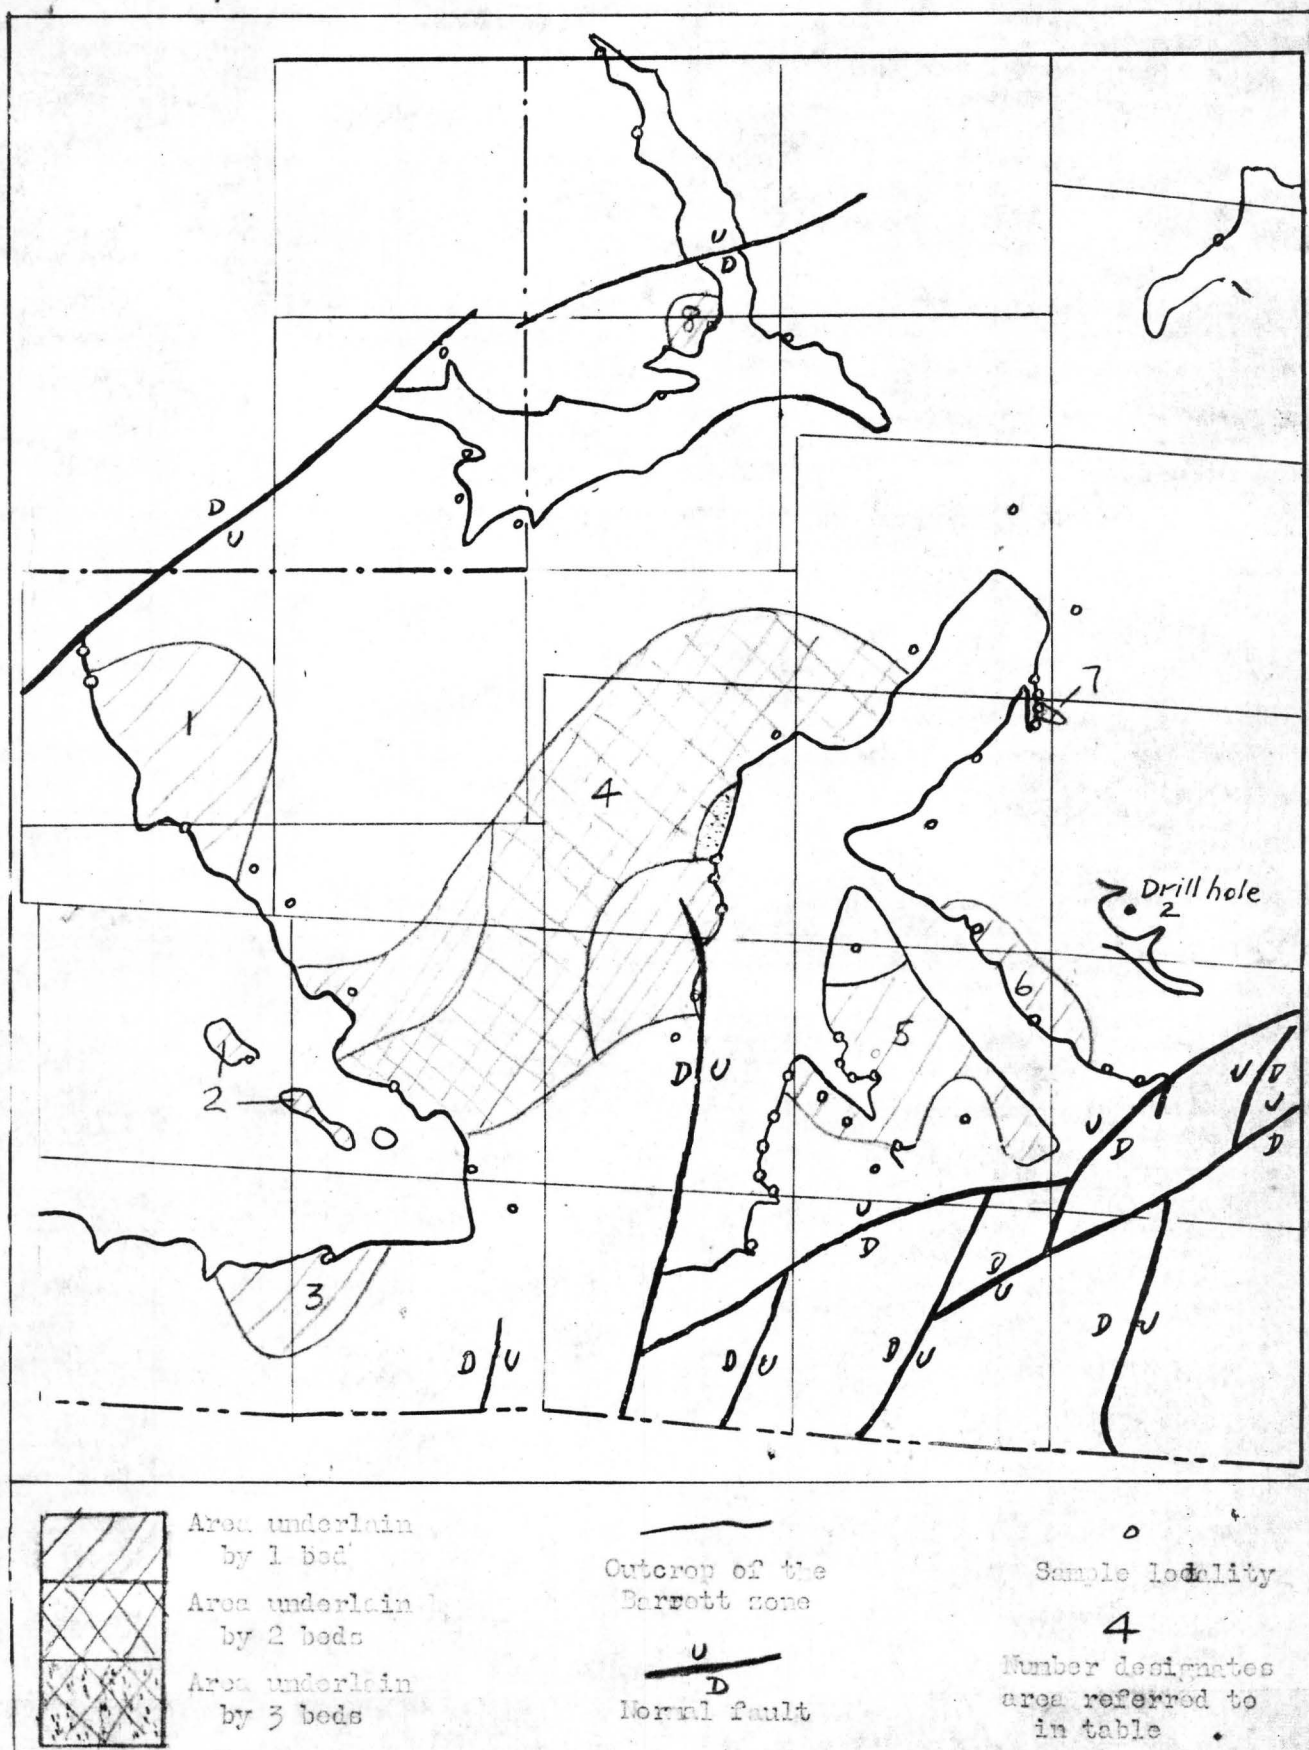 U
D
8
D
U
7
1
4
Drill hole
2
6
5
2
D U
U D
U
D
U
D
U
D
D
U
3
D U
D U
D U
D U
Area underlain
by 1 bed
Area underlain
by 2 beds
Area underlain
by 3 beds
Outcrop of the
Barrett zone
U
D
Normal fault
Sample locality
4
Number designates
area referred to
in table